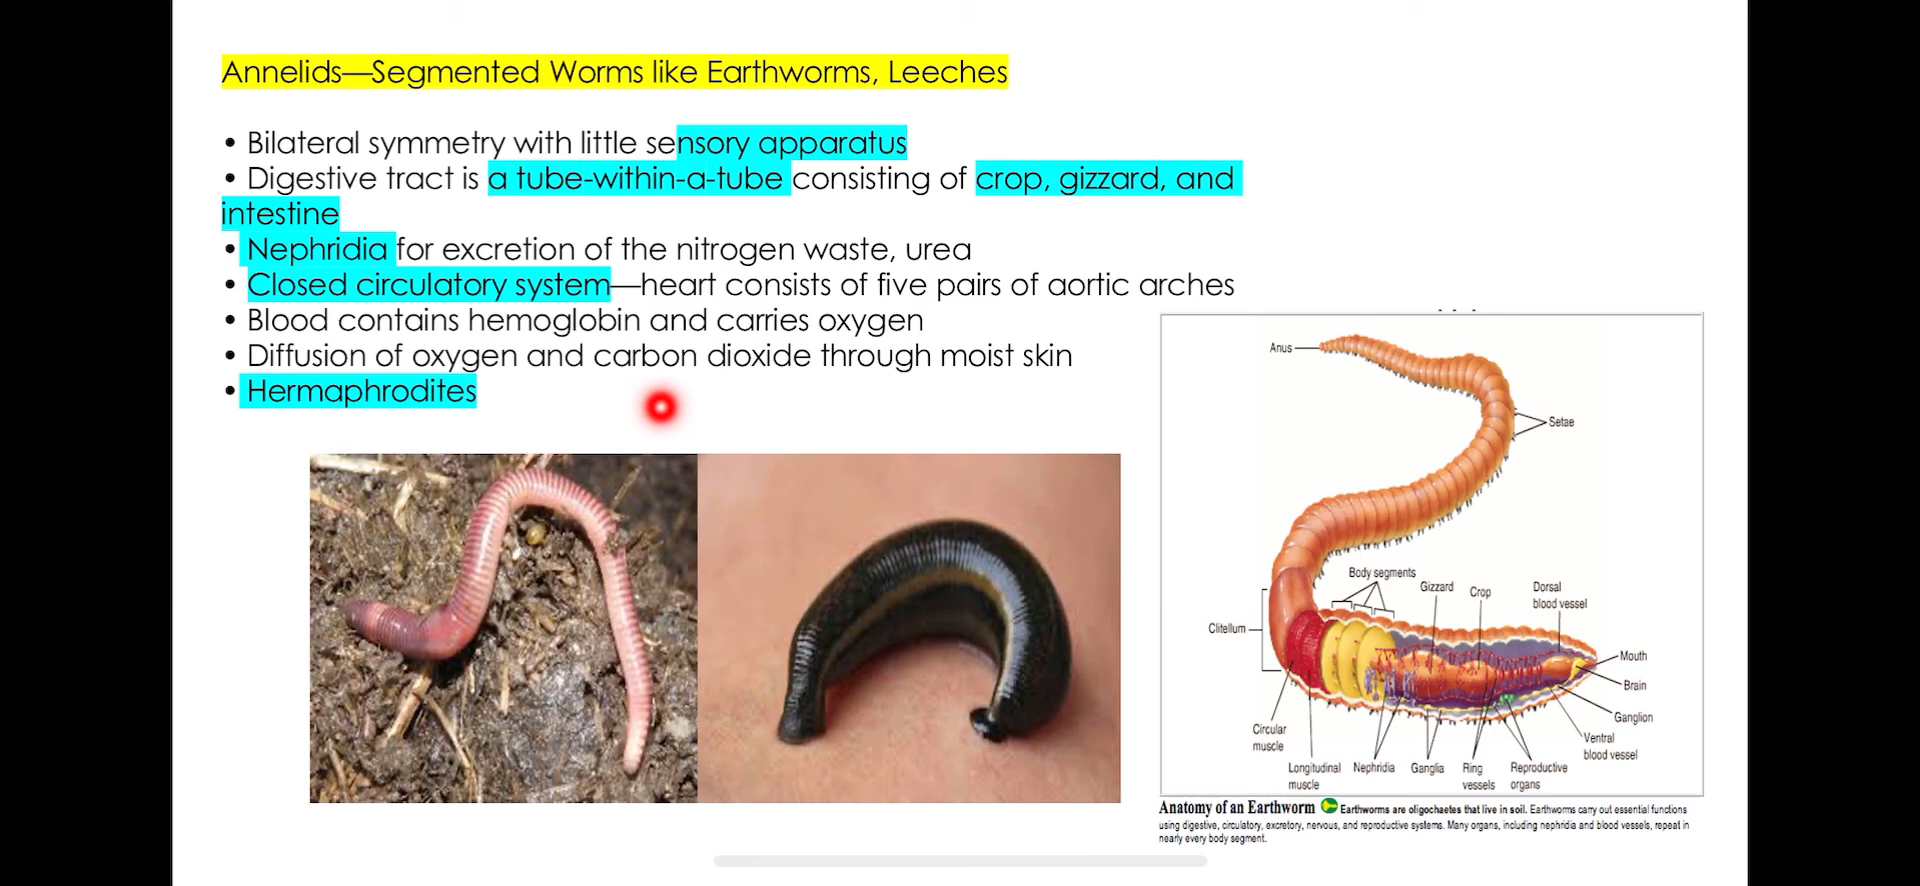 Annelids—Segmented Worms like Earthworms, Leeches
• Bilateral symmetry with little sensory apparatus
• Digestive tract is a tube-within-a-tube consisting of crop, gizzard, and
intestine
• Nephridia for excretion of the nitrogen waste, urea
• Closed circulatory system—heart consists of five pairs of aortic arches
• Blood contains hemoglobin and carries oxygen
• Diffusion of oxygen and carbon dioxide through moist skin
• Hermaphrodites
Anus
Setae
Body segments
Gizzard
Crop
Dorsal
blood vessel
Clitellum
Mouth
Brain
Ganglion
Ventral
blood vessel
Circular
muscle
Longitudinal
muscle
Nephridia
Ganglia
Ring
vessels
Reproductive
organs
Anatomy of an Earthworm Earthworms are oligochaetes that live in soil. Earthworms carry out essential functions
using digestive, circulatory, excretory, nervous, and reproductive systems. Many organs, including nephridia and blood vessels, repeat in
nearly every body segment.